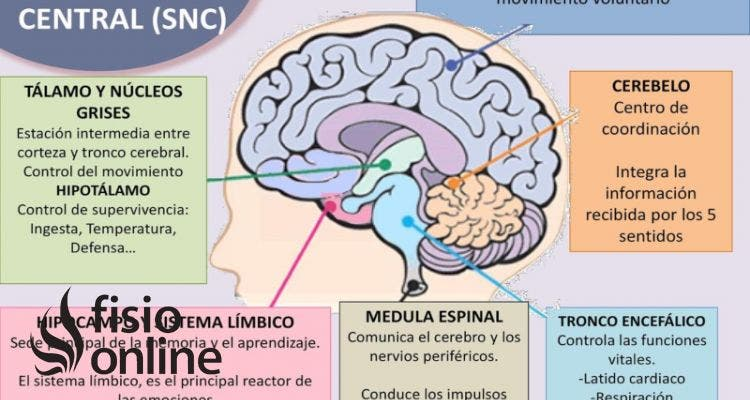 CENTRAL (SNC)
movimiento voluntario
TÁLAMO Y NÚCLEOS
GRISES
Estación intermedia entre
corteza y tronco cerebral.
Control del movimiento
HIPOTÁLAMO
Control de supervivencia:
Ingesta, Temperatura,
Defensa...
CEREBELO
Centro de
coordinación
Integra la
información
recibida por los 5
sentidos
HIPOCAMPO SISTEMA LÍMBICO
Sede principal de la memoria y el aprendizaje.
El sistema límbico, es el principal reactor de
las emociones
fisio
online
MEDULA ESPINAL
Comunica el cerebro y los
nervios periféricos.
Conduce los impulsos
TRONCO ENCEFÁLICO
Controla las funciones
vitales.
-Latido cardiaco
-Respiración